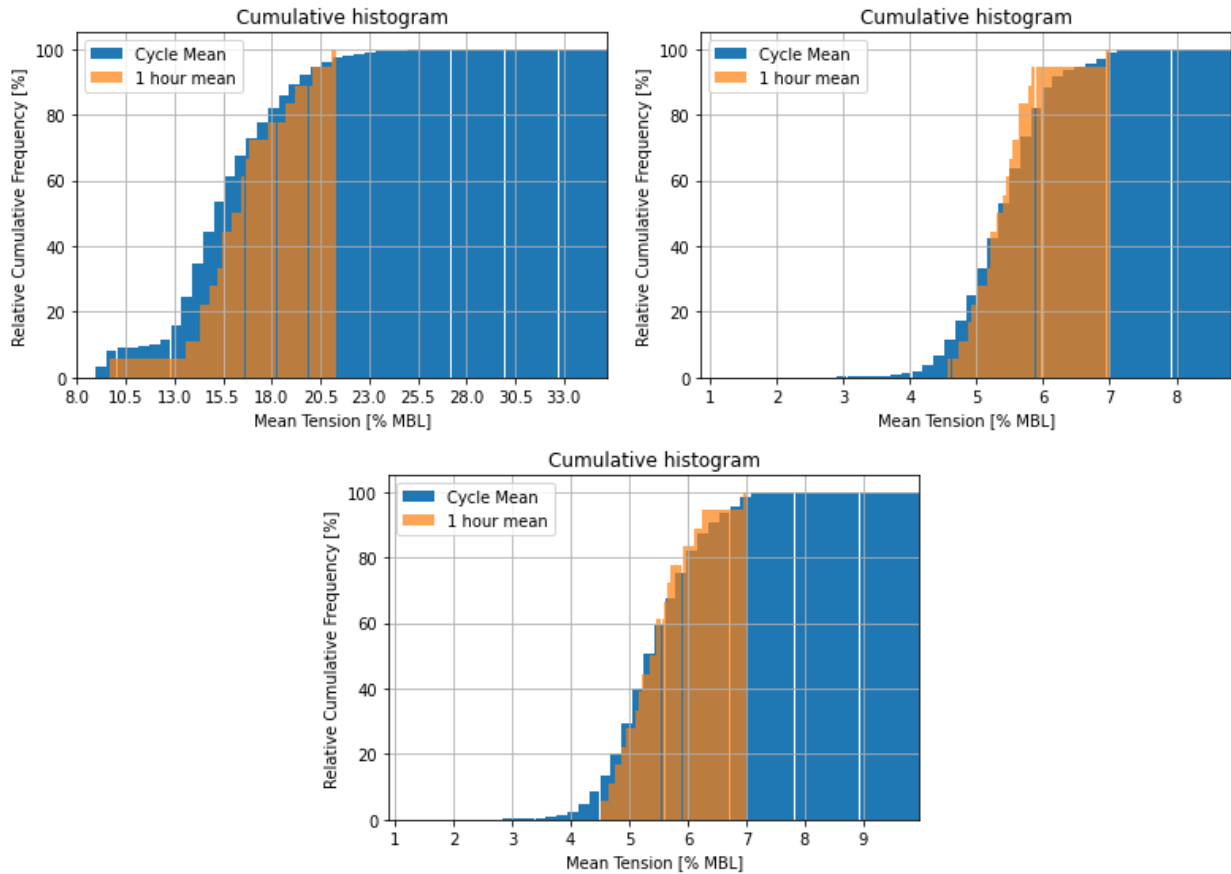 Cumulative histogram
Relative Cumulative Frequency [%]
100
80
60
40
20
0
Cycle Mean
1 hour mean
8.0 10.5 13.0 15.5 18.0 20.5 23.0 25.5 28.0 30.5 33.0
Mean Tension [% MBL]
Cumulative histogram
Relative Cumulative Frequency [%]
100
80
60
40
20
0
Cycle Mean
1 hour mean
1 2 3 4 5 6 7 8
Mean Tension [% MBL]
Cumulative histogram
Relative Cumulative Frequency [%]
100
80
60
40
20
0
Cycle Mean
1 hour mean
1 2 3 4 5 6 7 8 9
Mean Tension [% MBL]